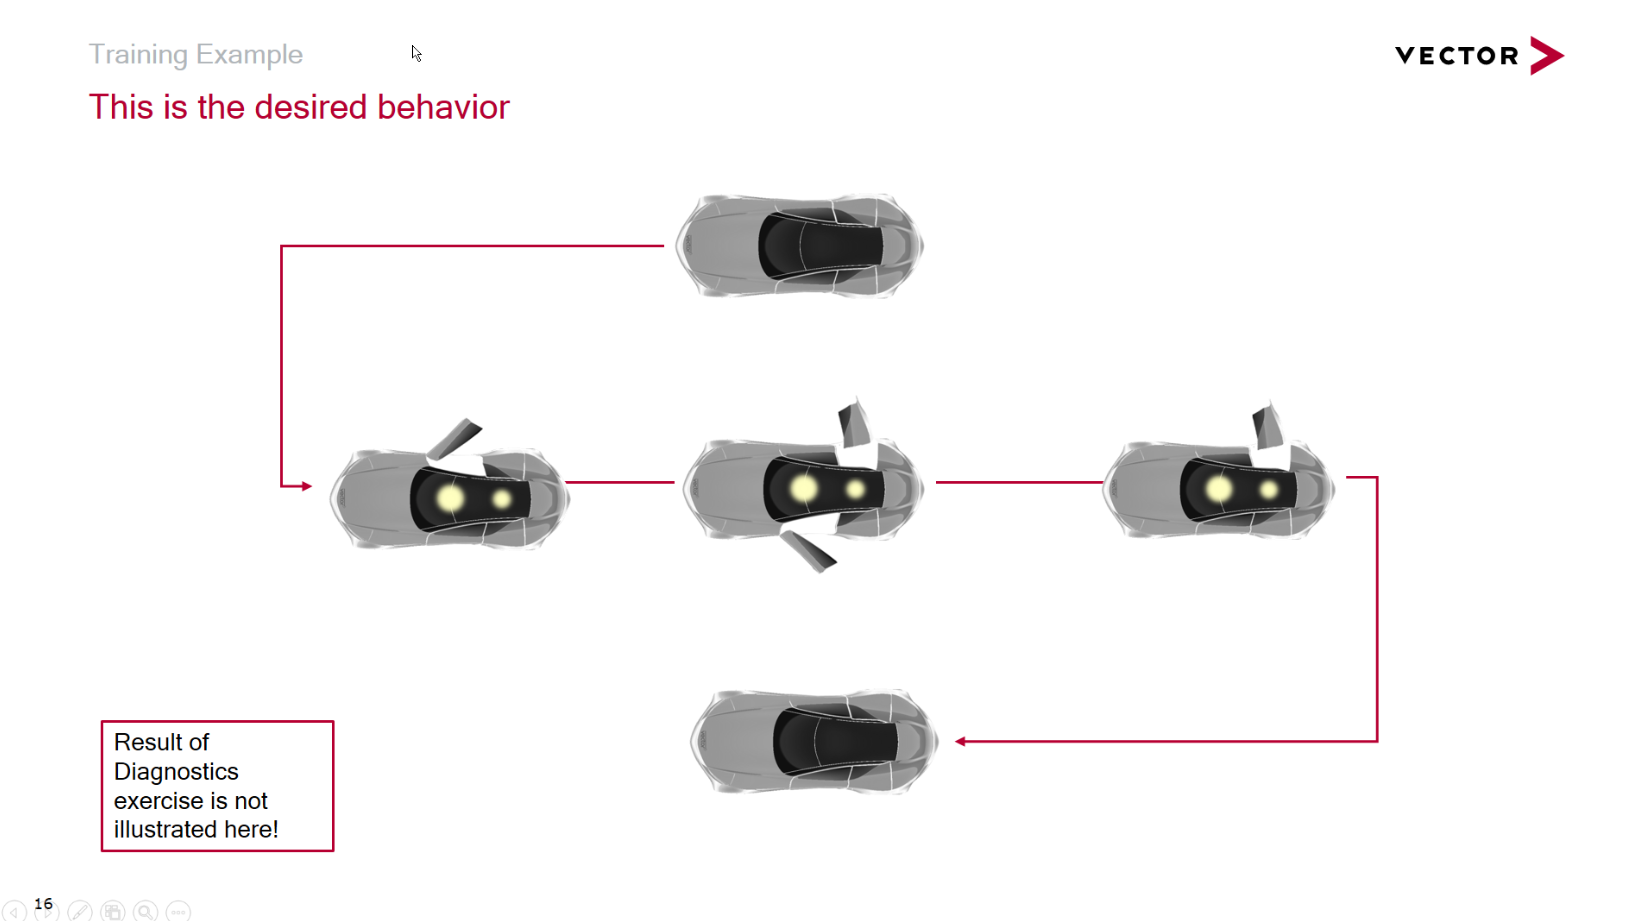 Training Example
VECTOR
This is the desired behavior
Result of
Diagnostics
exercise is not
illustrated here!
16